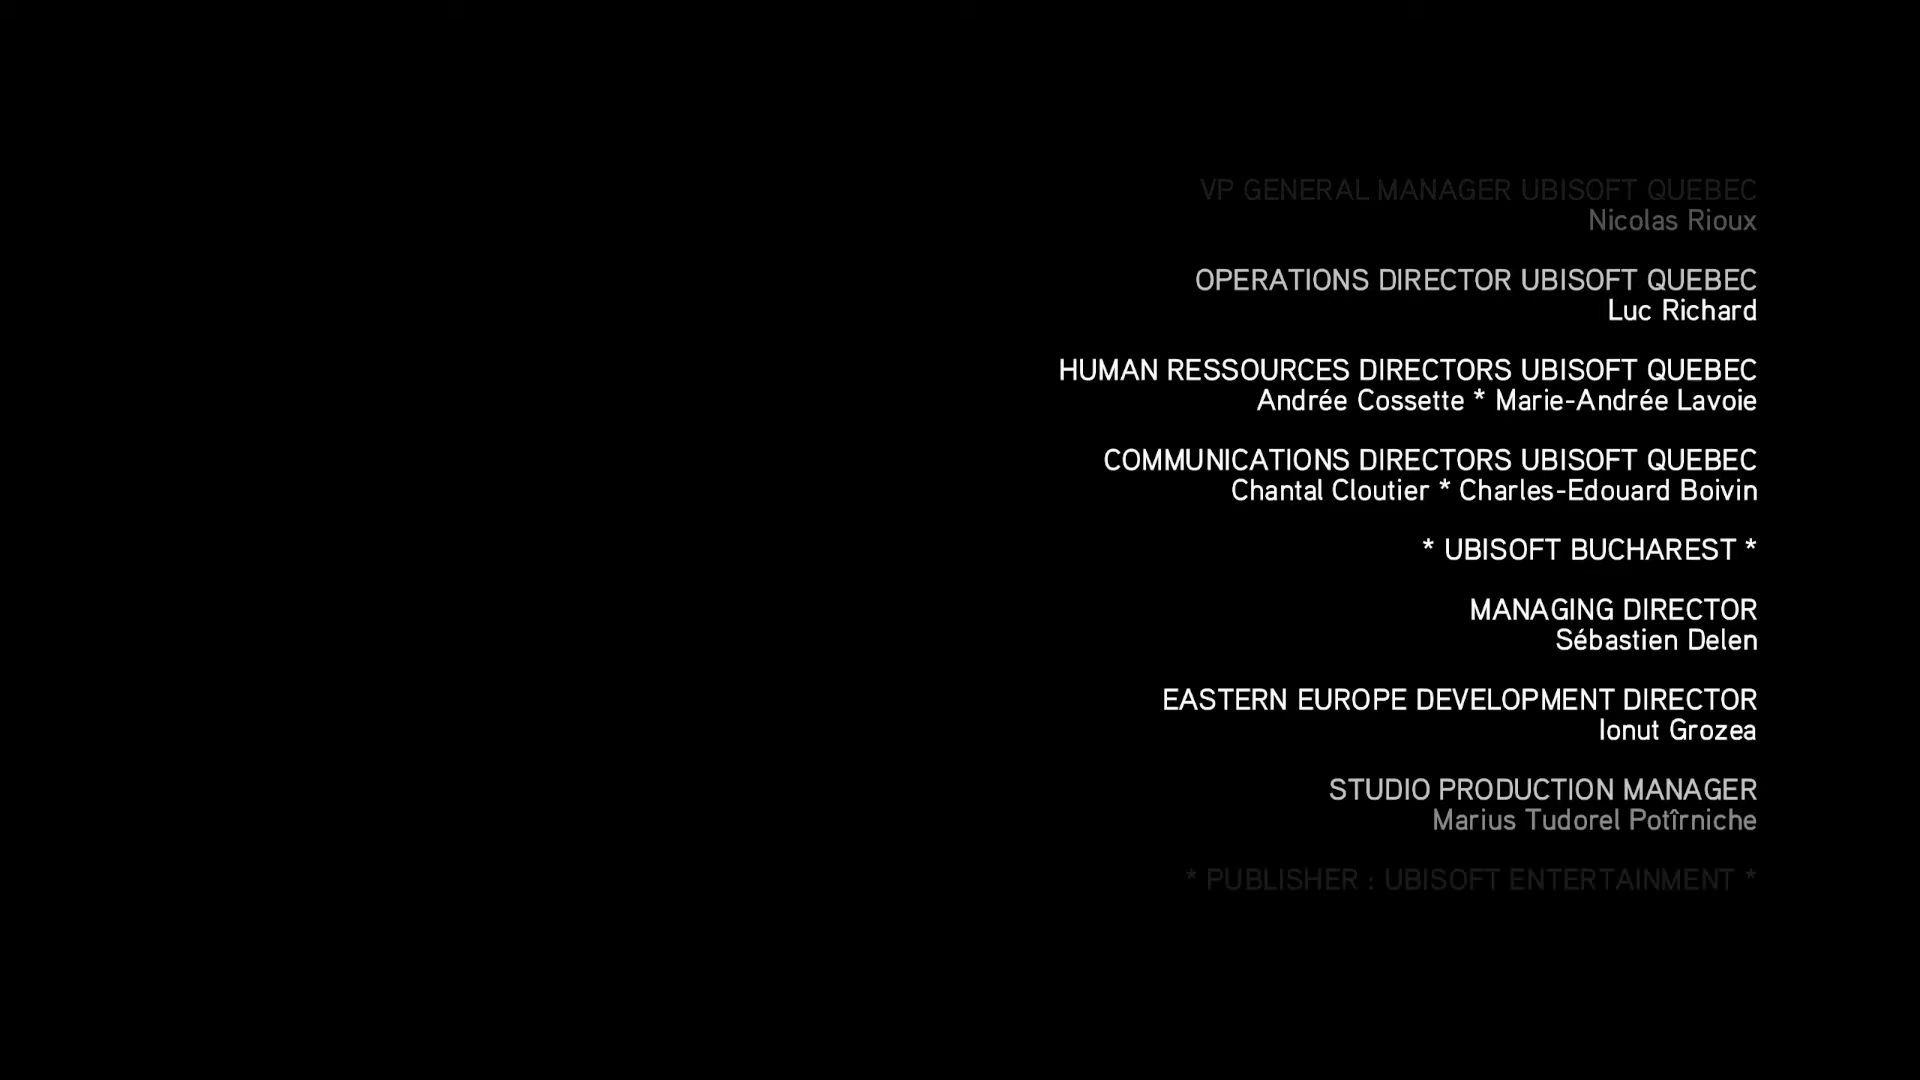 VP GENERAL MANAGER UBISOFT QUEBEC
Nicolas Rioux
OPERATIONS DIRECTOR UBISOFT QUEBEC
Luc Richard
HUMAN RESSOURCES DIRECTORS UBISOFT QUEBEC
Andrée Cossette * Marie-Andrée Lavoie
COMMUNICATIONS DIRECTORS UBISOFT QUEBEC
Chantal Cloutier * Charles-Edouard Boivin
* UBISOFT BUCHAREST *
MANAGING DIRECTOR
Sébastien Delen
EASTERN EUROPE DEVELOPMENT DIRECTOR
Ionut Grozea
STUDIO PRODUCTION MANAGER
Marius Tudorel Potîrniche
* PUBLISHER : UBISOFT ENTERTAINMENT *